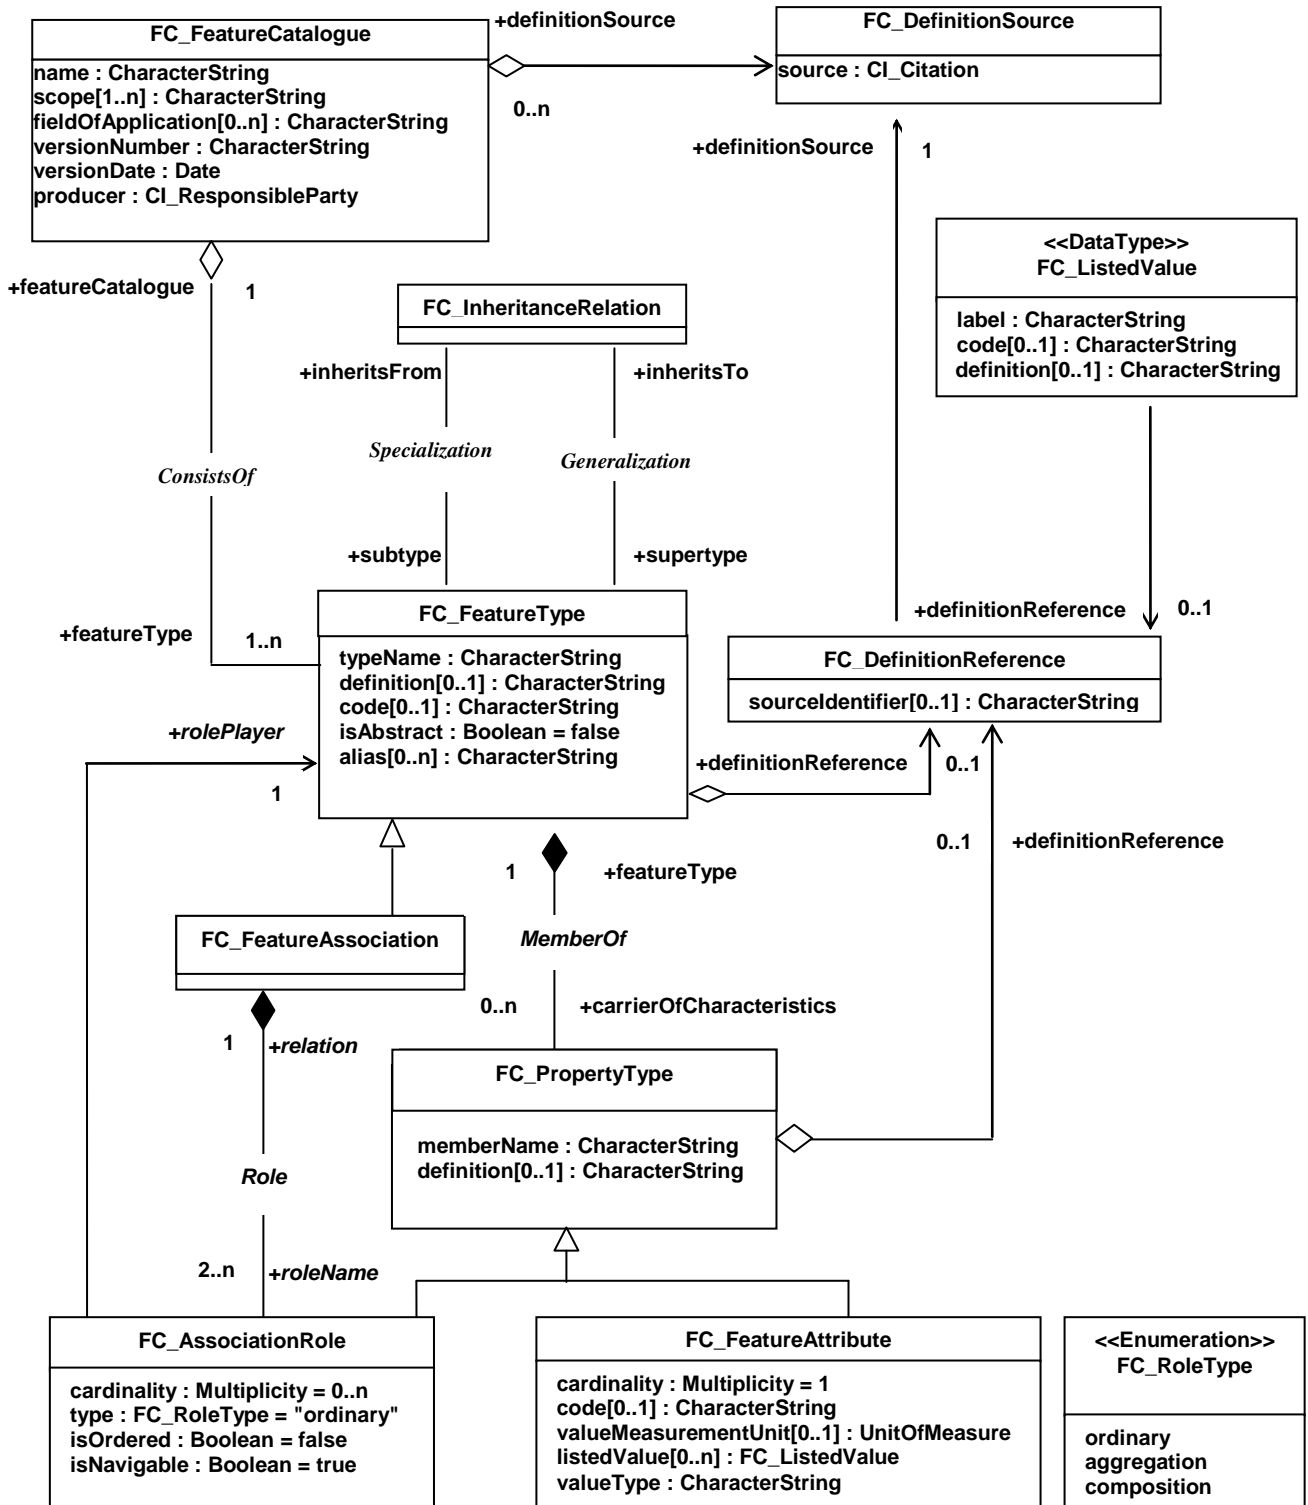 FC_FeatureCatalogue
name : CharacterString
scope[1..n] : CharacterString
fieldOfApplication[0..n] : CharacterString
versionNumber : CharacterString
versionDate : Date
producer : CI_ResponsibleParty
+definitionSource
0..n
FC_DefinitionSource
source : CI_Citation
+definitionSource
1
<<DataType>>
FC_ListedValue
label : CharacterString
code[0..1] : CharacterString
definition[0..1] : CharacterString
+featureCatalogue
1
FC_InheritanceRelation
+inheritsFrom
+inheritsTo
Specialization
Generalization
ConsistsOf
+subtype
+supertype
+featureType
1..n
FC_FeatureType
typeName : CharacterString
definition[0..1] : CharacterString
code[0..1] : CharacterString
isAbstract : Boolean = false
alias[0..n] : CharacterString
+definitionReference
0..1
FC_DefinitionReference
sourceIdentifier[0..1] : CharacterString
+rolePlayer
1
+definitionReference
0..1
0..1
+definitionReference
1
+featureType
FC_FeatureAssociation
MemberOf
0..n
+carrierOfCharacteristics
1
+relation
FC_PropertyType
memberName : CharacterString
definition[0..1] : CharacterString
Role
2..n
+roleName
FC_AssociationRole
cardinality : Multiplicity = 0..n
type : FC_RoleType = "ordinary"
isOrdered : Boolean = false
isNavigable : Boolean = true
FC_FeatureAttribute
cardinality : Multiplicity = 1
code[0..1] : CharacterString
valueMeasurementUnit[0..1] : UnitOfMeasure
listedValue[0..n] : FC_ListedValue
valueType : CharacterString
<<Enumeration>>
FC_RoleType
ordinary
aggregation
composition